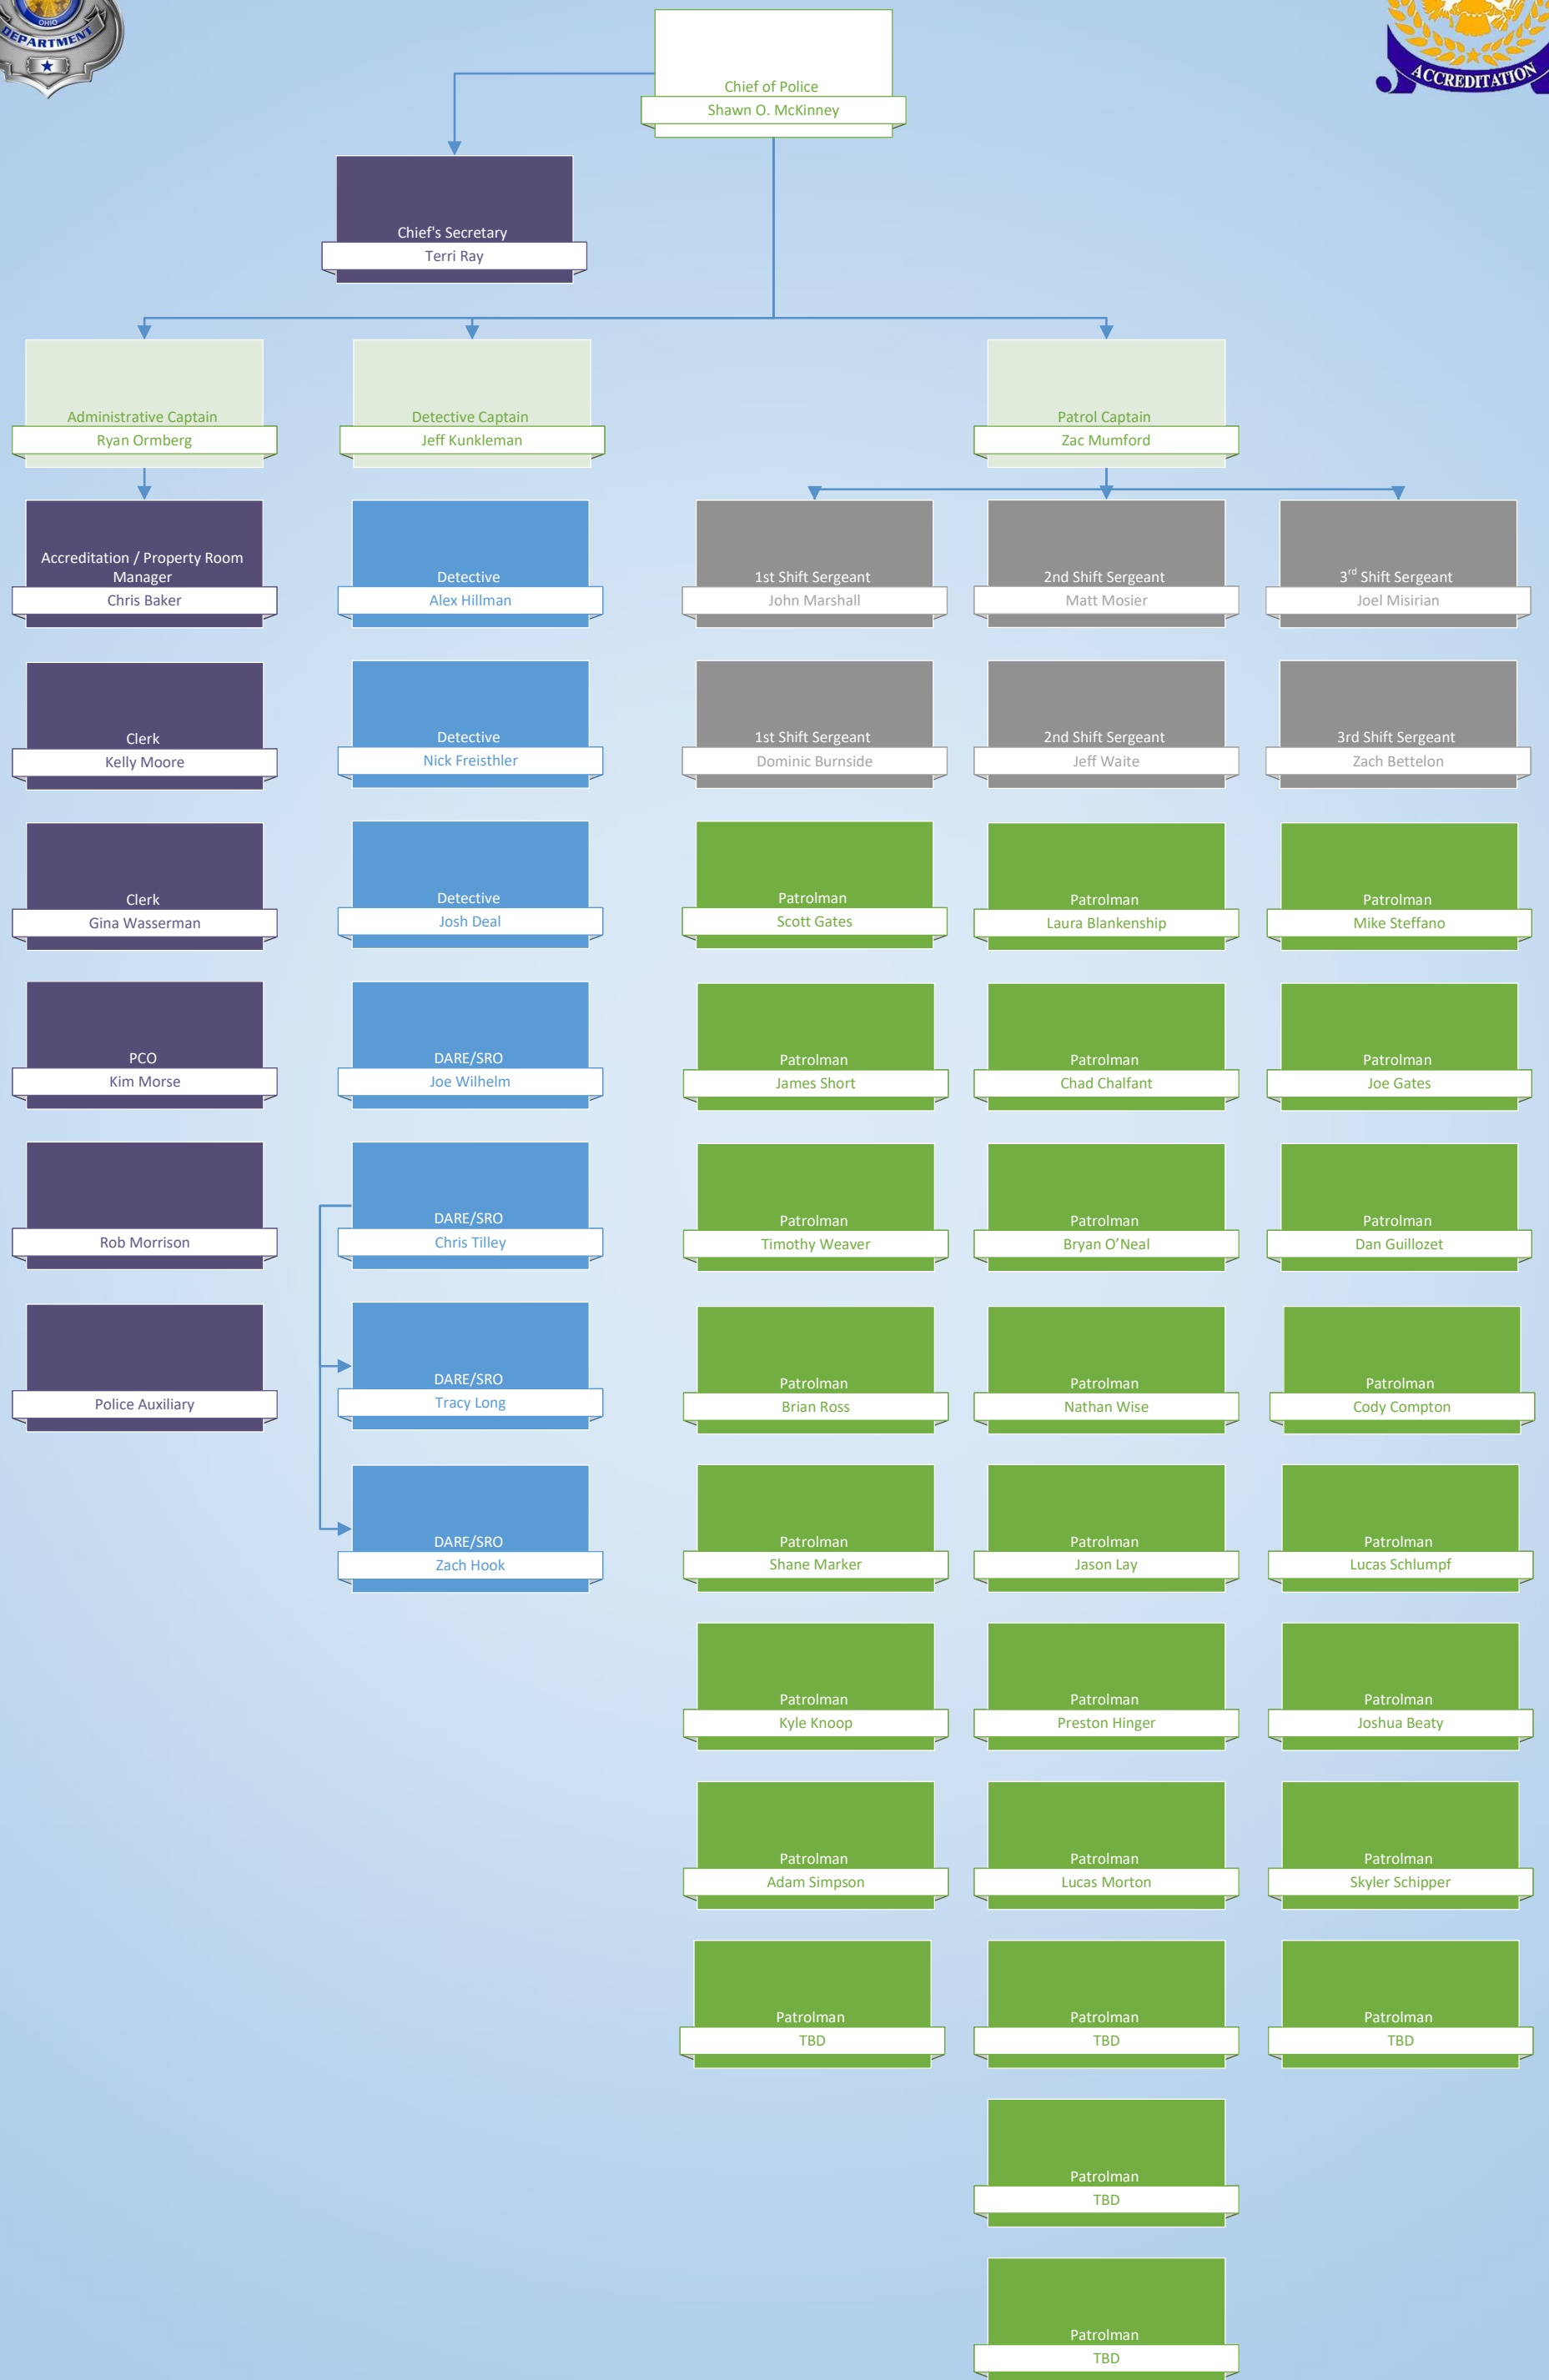 OHIO
DEPARTMENT
ACCREDITATION
Chief of Police
Shawn O. McKinney
Chief's Secretary
Terri Ray
Administrative Captain
Ryan Ormberg
Detective Captain
Jeff Kunkleman
Patrol Captain
Zac Mumford
Accreditation / Property Room
Manager
Chris Baker
Detective
Alex Hillman
1st Shift Sergeant
John Marshall
2nd Shift Sergeant
Matt Mosier
3rd Shift Sergeant
Joel Misirian
Clerk
Kelly Moore
Detective
Nick Freisthler
1st Shift Sergeant
Dominic Burnside
2nd Shift Sergeant
Jeff Waite
3rd Shift Sergeant
Zach Bettelon
Clerk
Gina Wasserman
Detective
Josh Deal
Patrolman
Scott Gates
Patrolman
Laura Blankenship
Patrolman
Mike Steffano
PCO
Kim Morse
DARE/SRO
Joe Wilhelm
Patrolman
James Short
Patrolman
Chad Chalfant
Patrolman
Joe Gates
Rob Morrison
DARE/SRO
Chris Tilley
Patrolman
Timothy Weaver
Patrolman
Bryan O’Neal
Patrolman
Dan Guillozet
Police Auxiliary
DARE/SRO
Tracy Long
Patrolman
Brian Ross
Patrolman
Nathan Wise
Patrolman
Cody Compton
DARE/SRO
Zach Hook
Patrolman
Shane Marker
Patrolman
Jason Lay
Patrolman
Lucas Schlumpf
Patrolman
Kyle Knoop
Patrolman
Preston Hinger
Patrolman
Joshua Beaty
Patrolman
Adam Simpson
Patrolman
Lucas Morton
Patrolman
Skyler Schipper
Patrolman
TBD
Patrolman
TBD
Patrolman
TBD
Patrolman
TBD
Patrolman
TBD